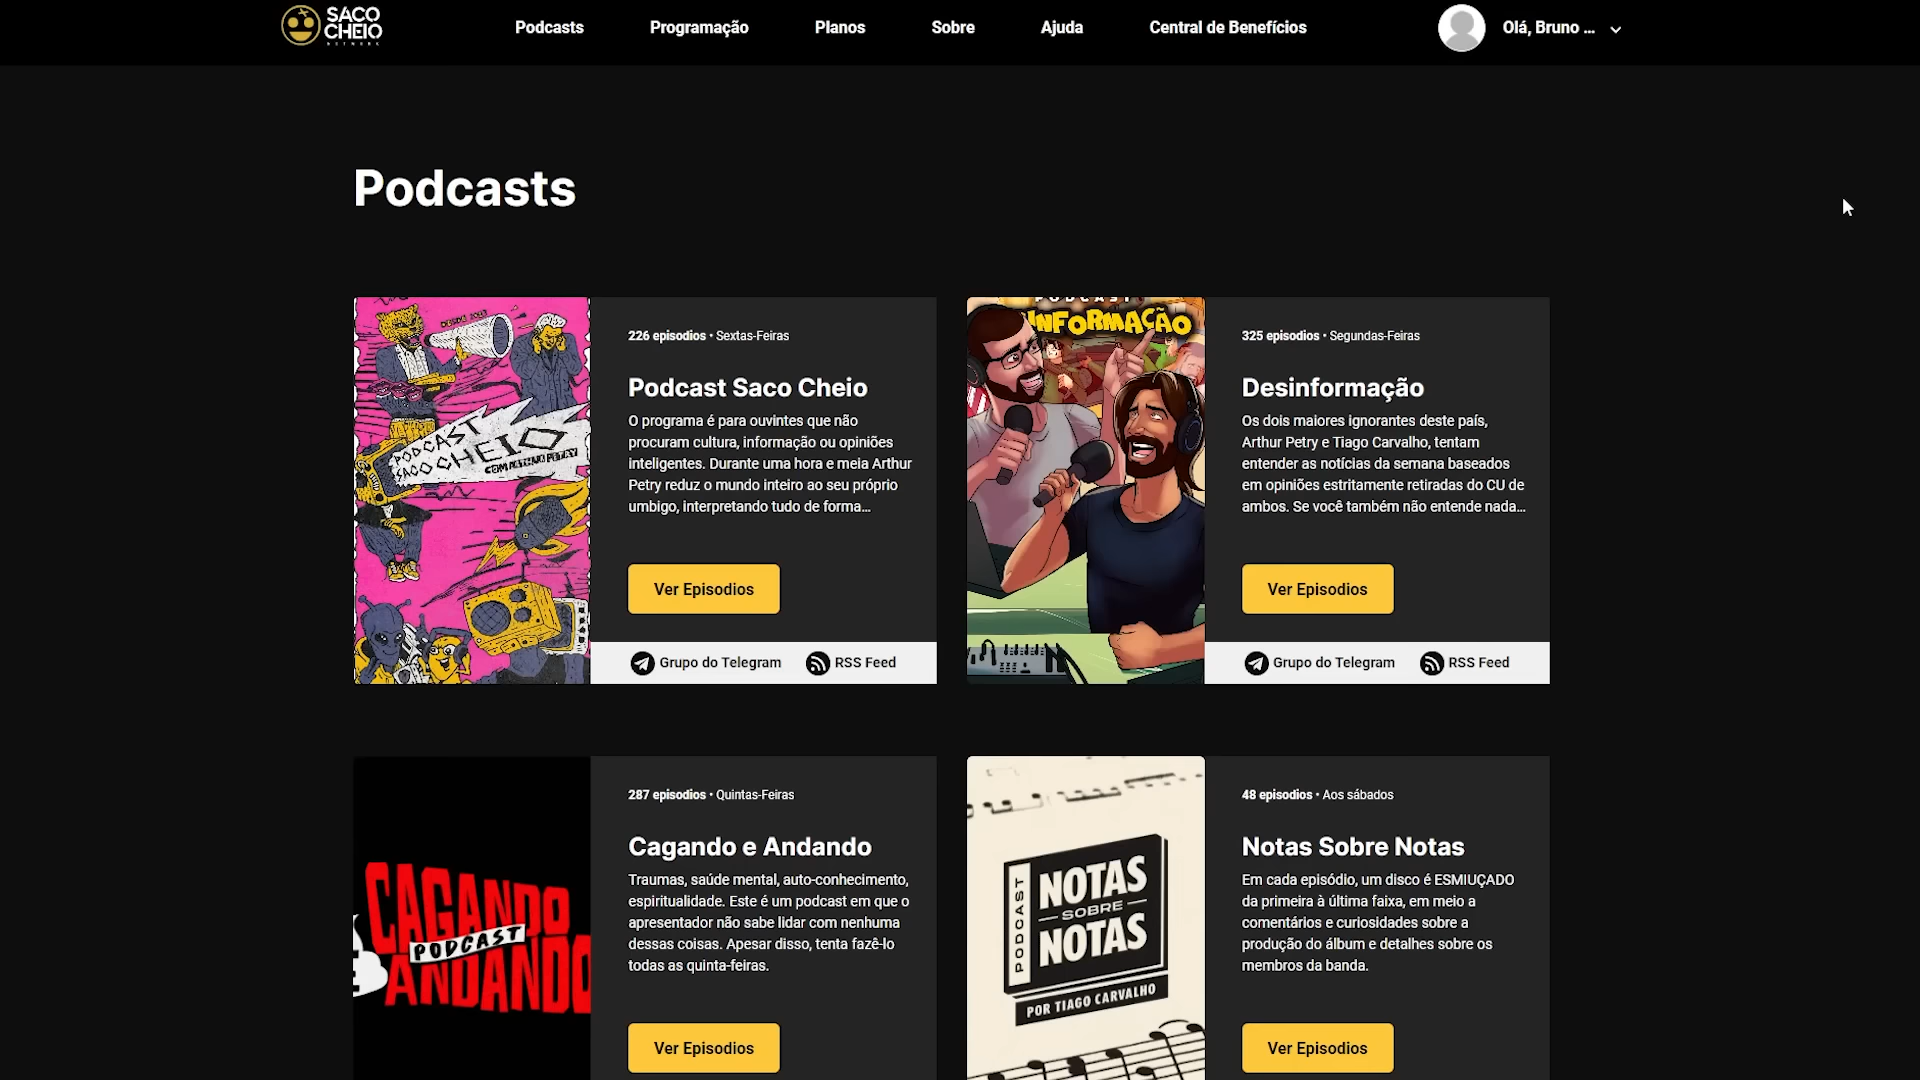 SACO
CHEIO
NETWORK
Podcasts
Programação
Planos
Sobre
Ajuda
Central de Benefícios
Olá, Bruno ...
Podcasts
PODCAST
SACO CHEIO
COM ARTHUR PETRY
226 episodios • Sextas-Feiras
Podcast Saco Cheio
O programa é para ouvintes que não
procuram cultura, informação ou opiniões
inteligentes. Durante uma hora e meia Arthur
Petry reduz o mundo inteiro ao seu próprio
umbigo, interpretando tudo de forma...
Ver Episodios
Grupo do Telegram
RSS Feed
PODCAST
INFORMAÇÃO
325 episodios • Segundas-Feiras
Desinformação
Os dois maiores ignorantes deste país,
Arthur Petry e Tiago Carvalho, tentam
entender as notícias da semana baseados
em opiniões estritamente retiradas do CU de
ambos. Se você também não entende nada...
Ver Episodios
Grupo do Telegram
RSS Feed
CAGANDO
PODCAST
ANDANDO
287 episodios • Quintas-Feiras
Cagando e Andando
Traumas, saúde mental, auto-conhecimento,
espiritualidade. Este é um podcast em que o
apresentador não sabe lidar com nenhuma
dessas coisas. Apesar disso, tenta fazê-lo
todas as quinta-feiras.
Ver Episodios
PODCAST
NOTAS
SOBRE
NOTAS
POR TIAGO CARVALHO
48 episodios • Aos sábados
Notas Sobre Notas
Em cada episódio, um disco é ESMIUÇADO
da primeira à última faixa, em meio a
comentários e curiosidades sobre a
produção do álbum e detalhes sobre os
membros da banda.
Ver Episodios